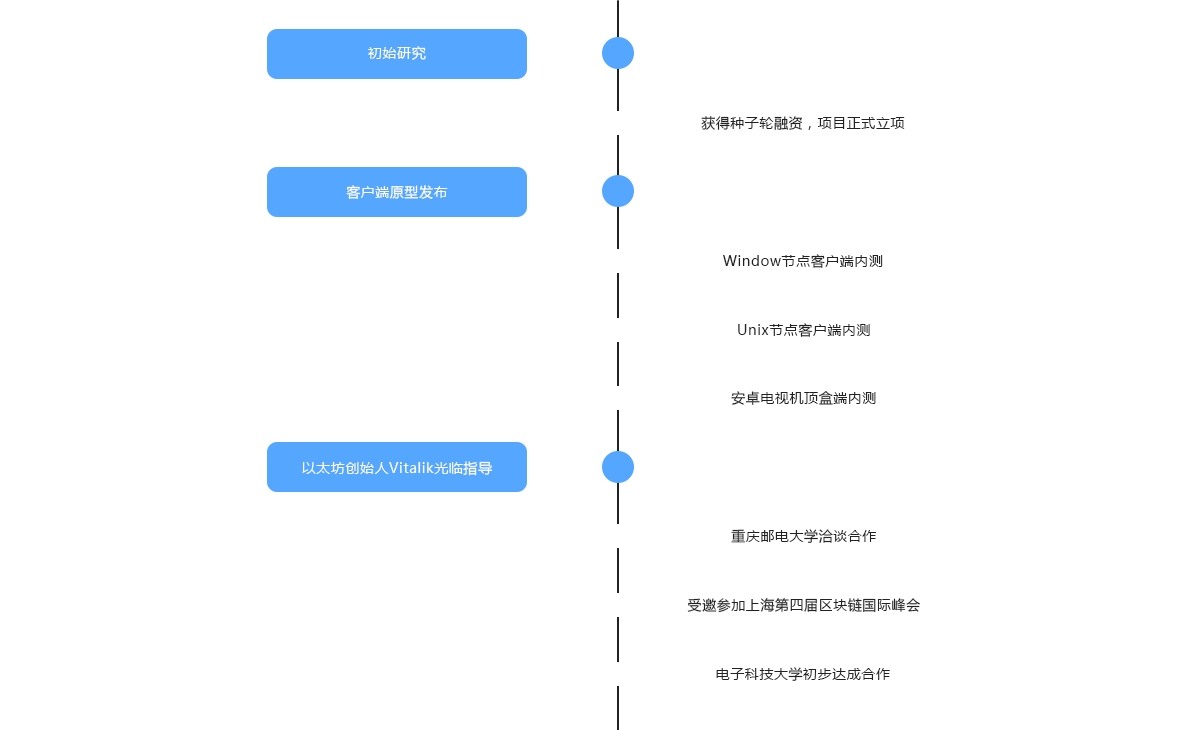 初始研究
获得种子轮融资，项目正式立项
客户端原型发布
Window节点客户端内测
Unix节点客户端内测
安卓电视机顶盒端内测
以太坊创始人Vitalik光临指导
重庆邮电大学洽谈合作
受邀参加上海第四届区块链国际峰会
电子科技大学初步达成合作